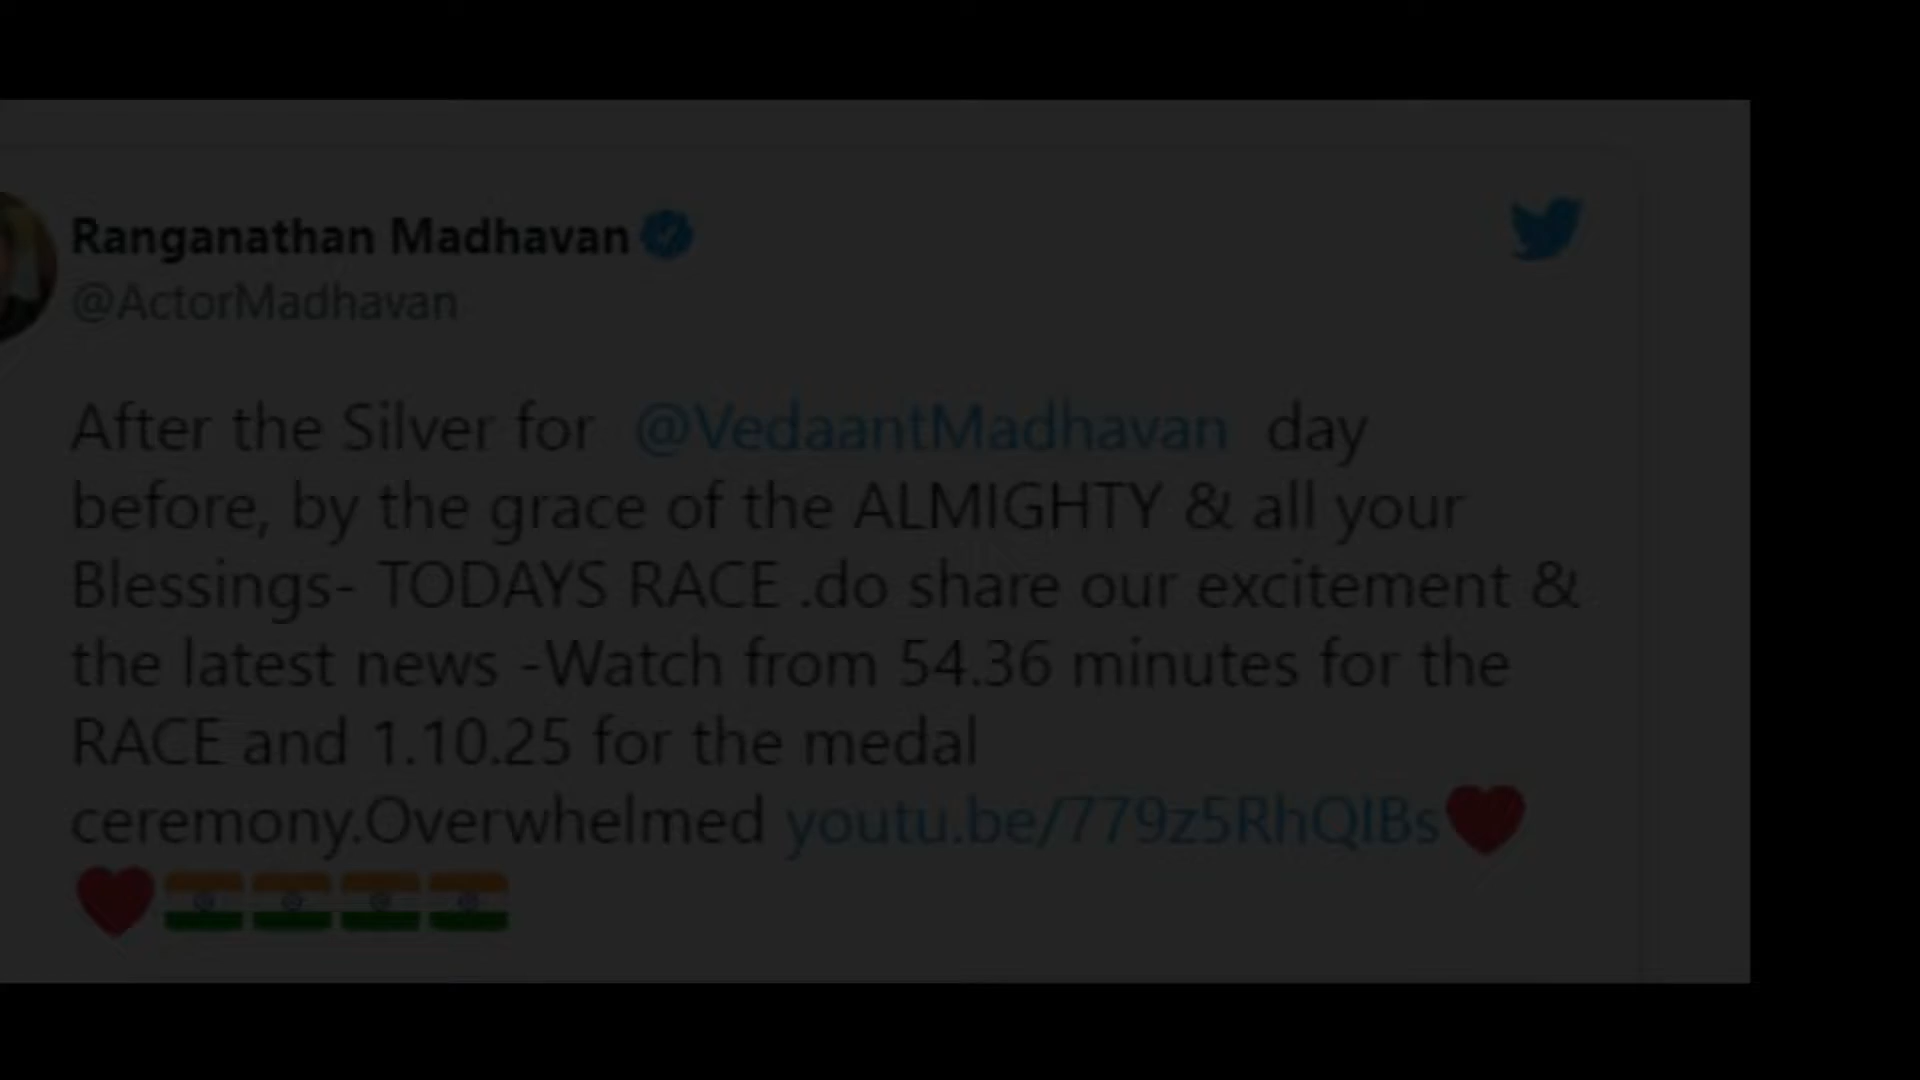 Ranganathan Madhavan
@ActorMadhavan
After the Silver for @VedaantMadhavan day
before, by the grace of the ALMIGHTY & all your
Blessings- TODAYS RACE .do share our excitement &
the latest news -Watch from 54.36 minutes for the
RACE and 1.10.25 for the medal
ceremony.Overwhelmed youtu.be/779z5RhQIBs❤️
❤️🇮🇳🇮🇳🇮🇳🇮🇳